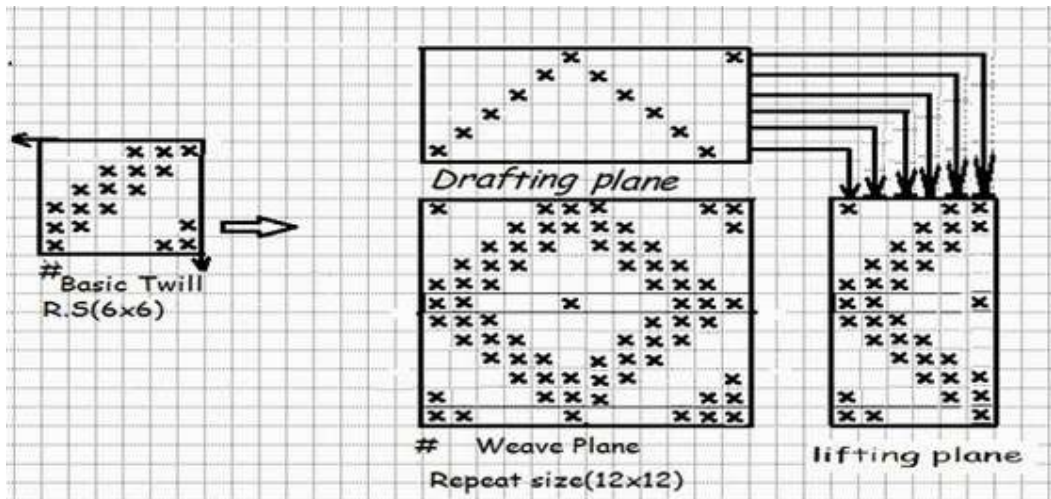 Drafting plane
# Basic Twill
R.S(6x6)
# Weave Plane
Repeat size(12x12)
lifting plane